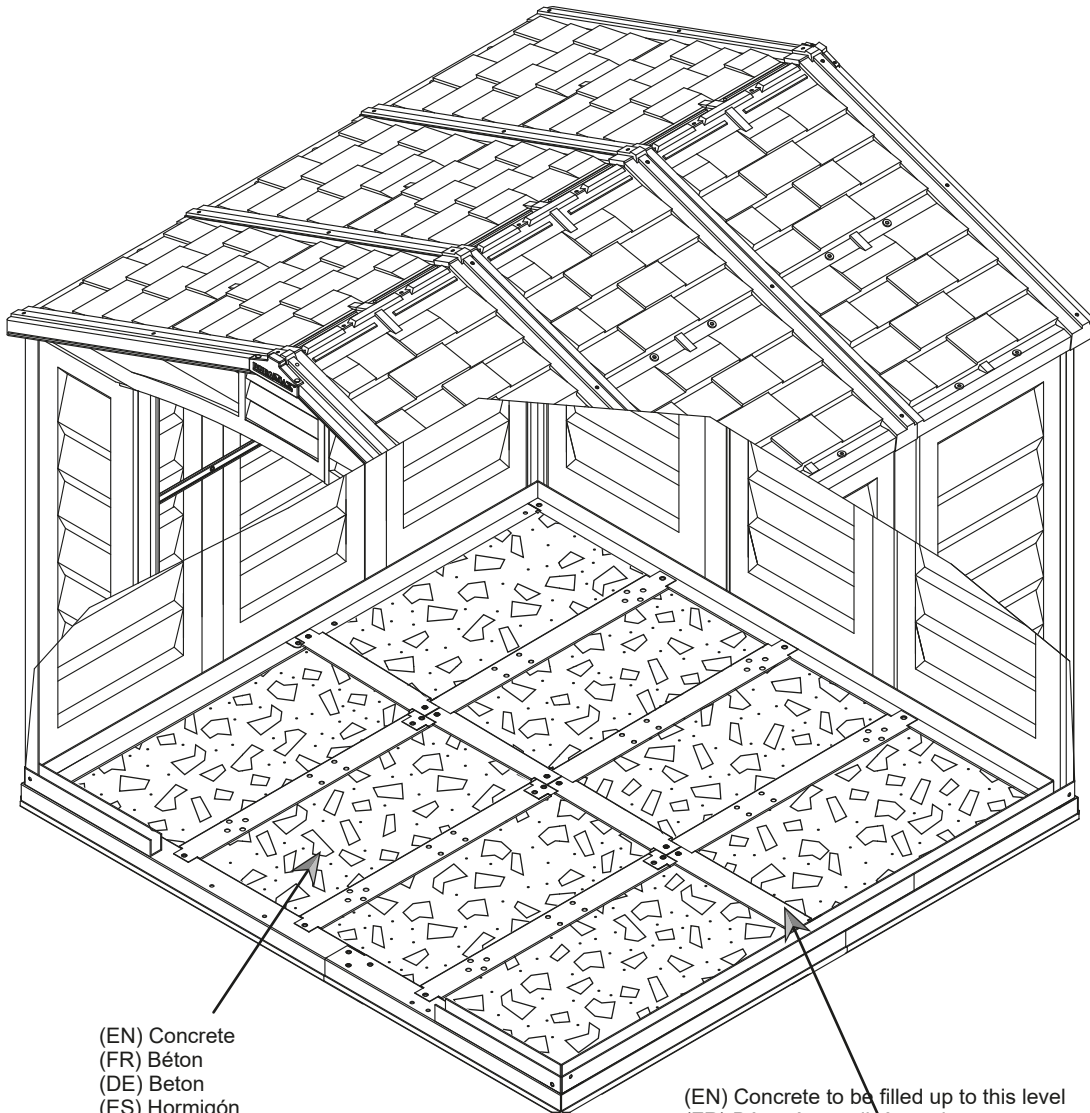 (EN) Concrete
(FR) Béton
(DE) Beton
(ES) Hormigón
(EN) Concrete to be filled up to this level